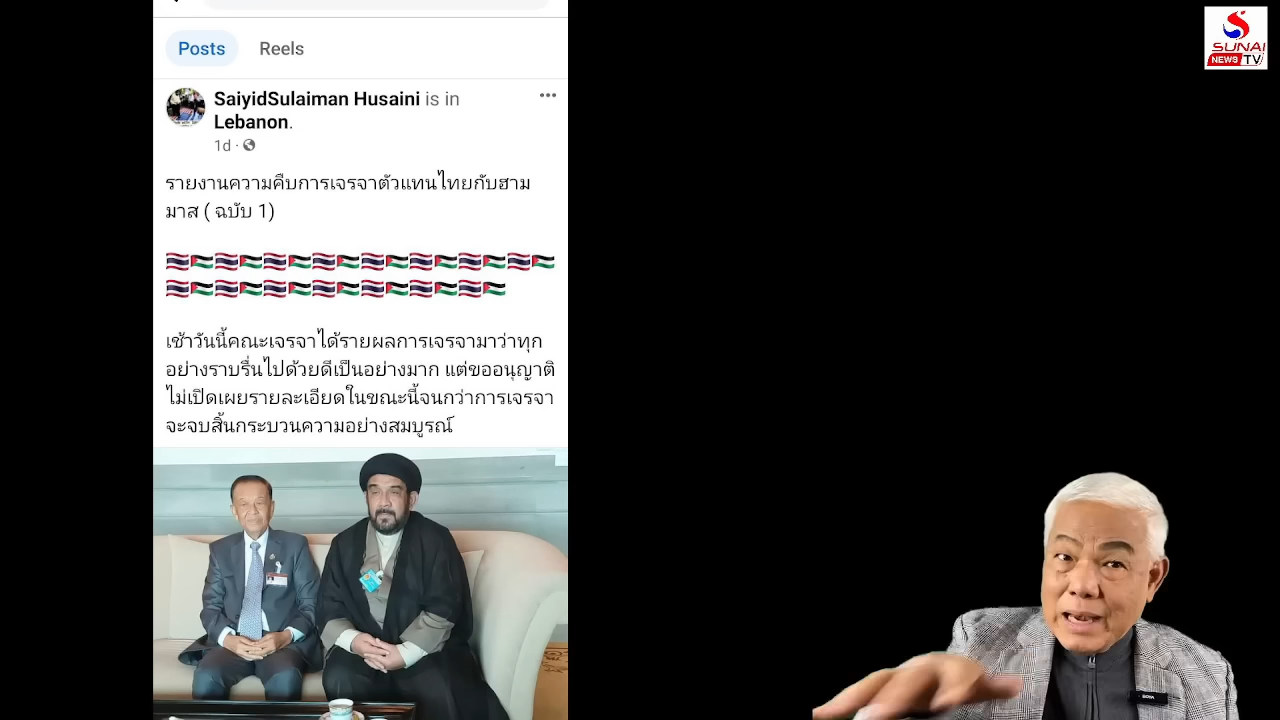 Posts Reels
SUNAI
NEWS TV
SaiyidSulaiman Husaini is in
Lebanon.
1d ·
รายงานความคืบการเจรจาตัวแทนไทยกับฮาม
มาส ( ฉบับ 1)
🇹🇭🇵🇸🇹🇭🇵🇸🇹🇭🇵🇸🇹🇭🇵🇸🇹🇭🇵🇸🇹🇭🇵🇸🇹🇭🇵🇸🇹🇭🇵🇸
🇹🇭🇵🇸🇹🇭🇵🇸🇹🇭🇵🇸🇹🇭🇵🇸🇹🇭🇵🇸🇹🇭🇵🇸🇹🇭🇵🇸
เช้าวันนี้คณะเจรจาได้รายผลการเจรจามาว่าทุก
อย่างราบรื่นไปด้วยดีเป็นอย่างมาก แต่ขออนุญาติ
ไม่เปิดเผยรายละเอียดในขณะนี้จนกว่าการเจรจา
จะจบสิ้นกระบวนความอย่างสมบูรณ์
BOYA